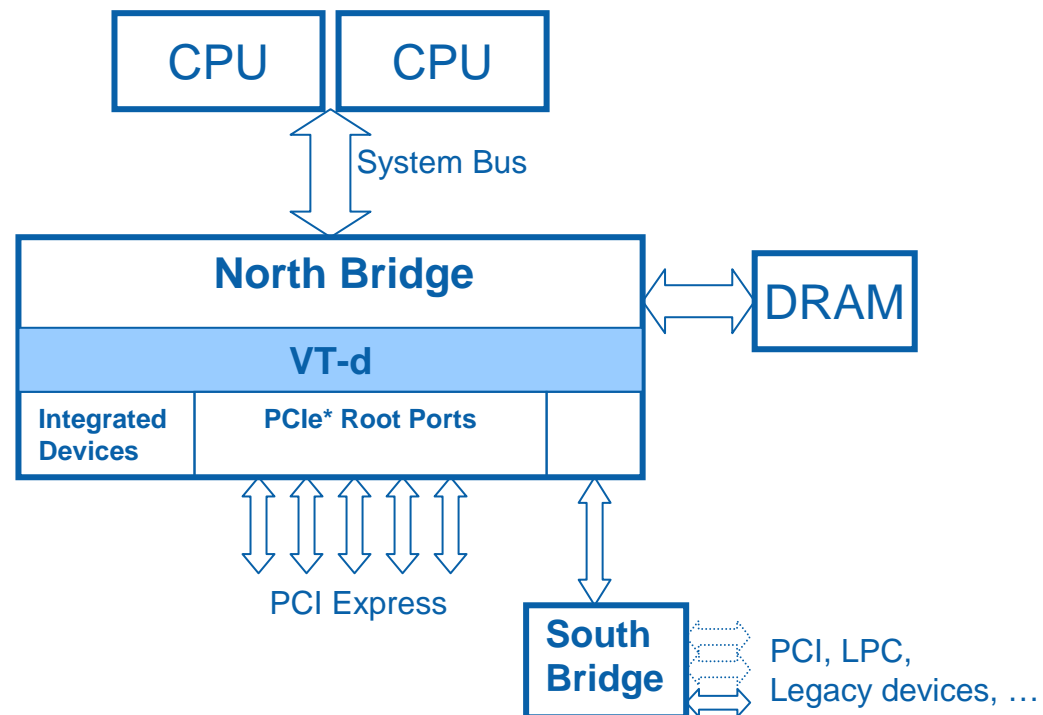 CPU
CPU
System Bus
North Bridge
DRAM
VT-d
Integrated
Devices
PCIe* Root Ports
PCI Express
South
Bridge
PCI, LPC,
Legacy devices, …